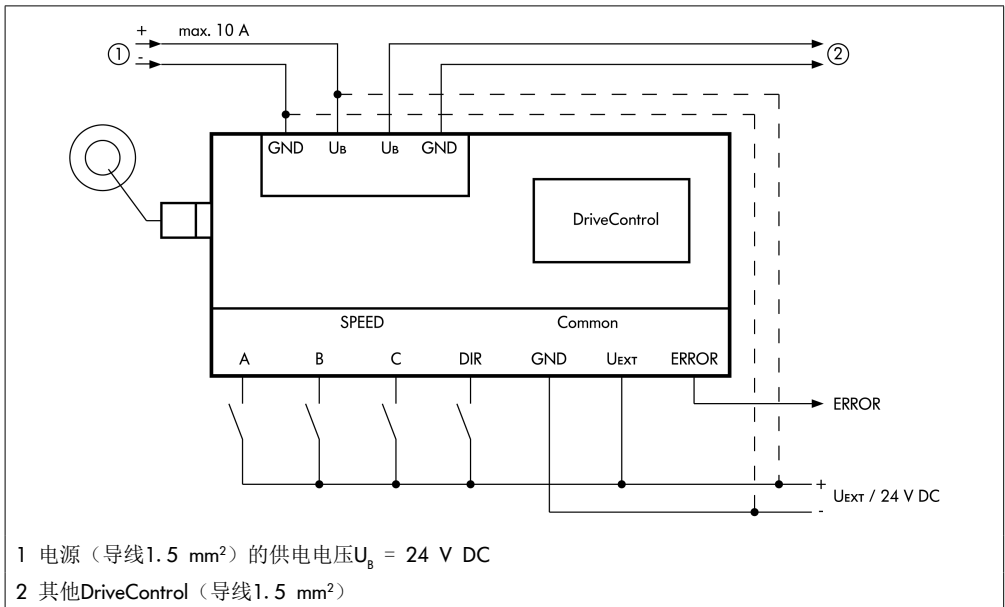 + max. 10 A
① - ②
GND UB UB GND
DriveControl
SPEED Common
A B C DIR GND UEXT ERROR
ERROR
+
UEXT / 24 V DC
-
1 电源（导线1.5 mm²）的供电电压UB = 24 V DC
2 其他DriveControl（导线1.5 mm²）